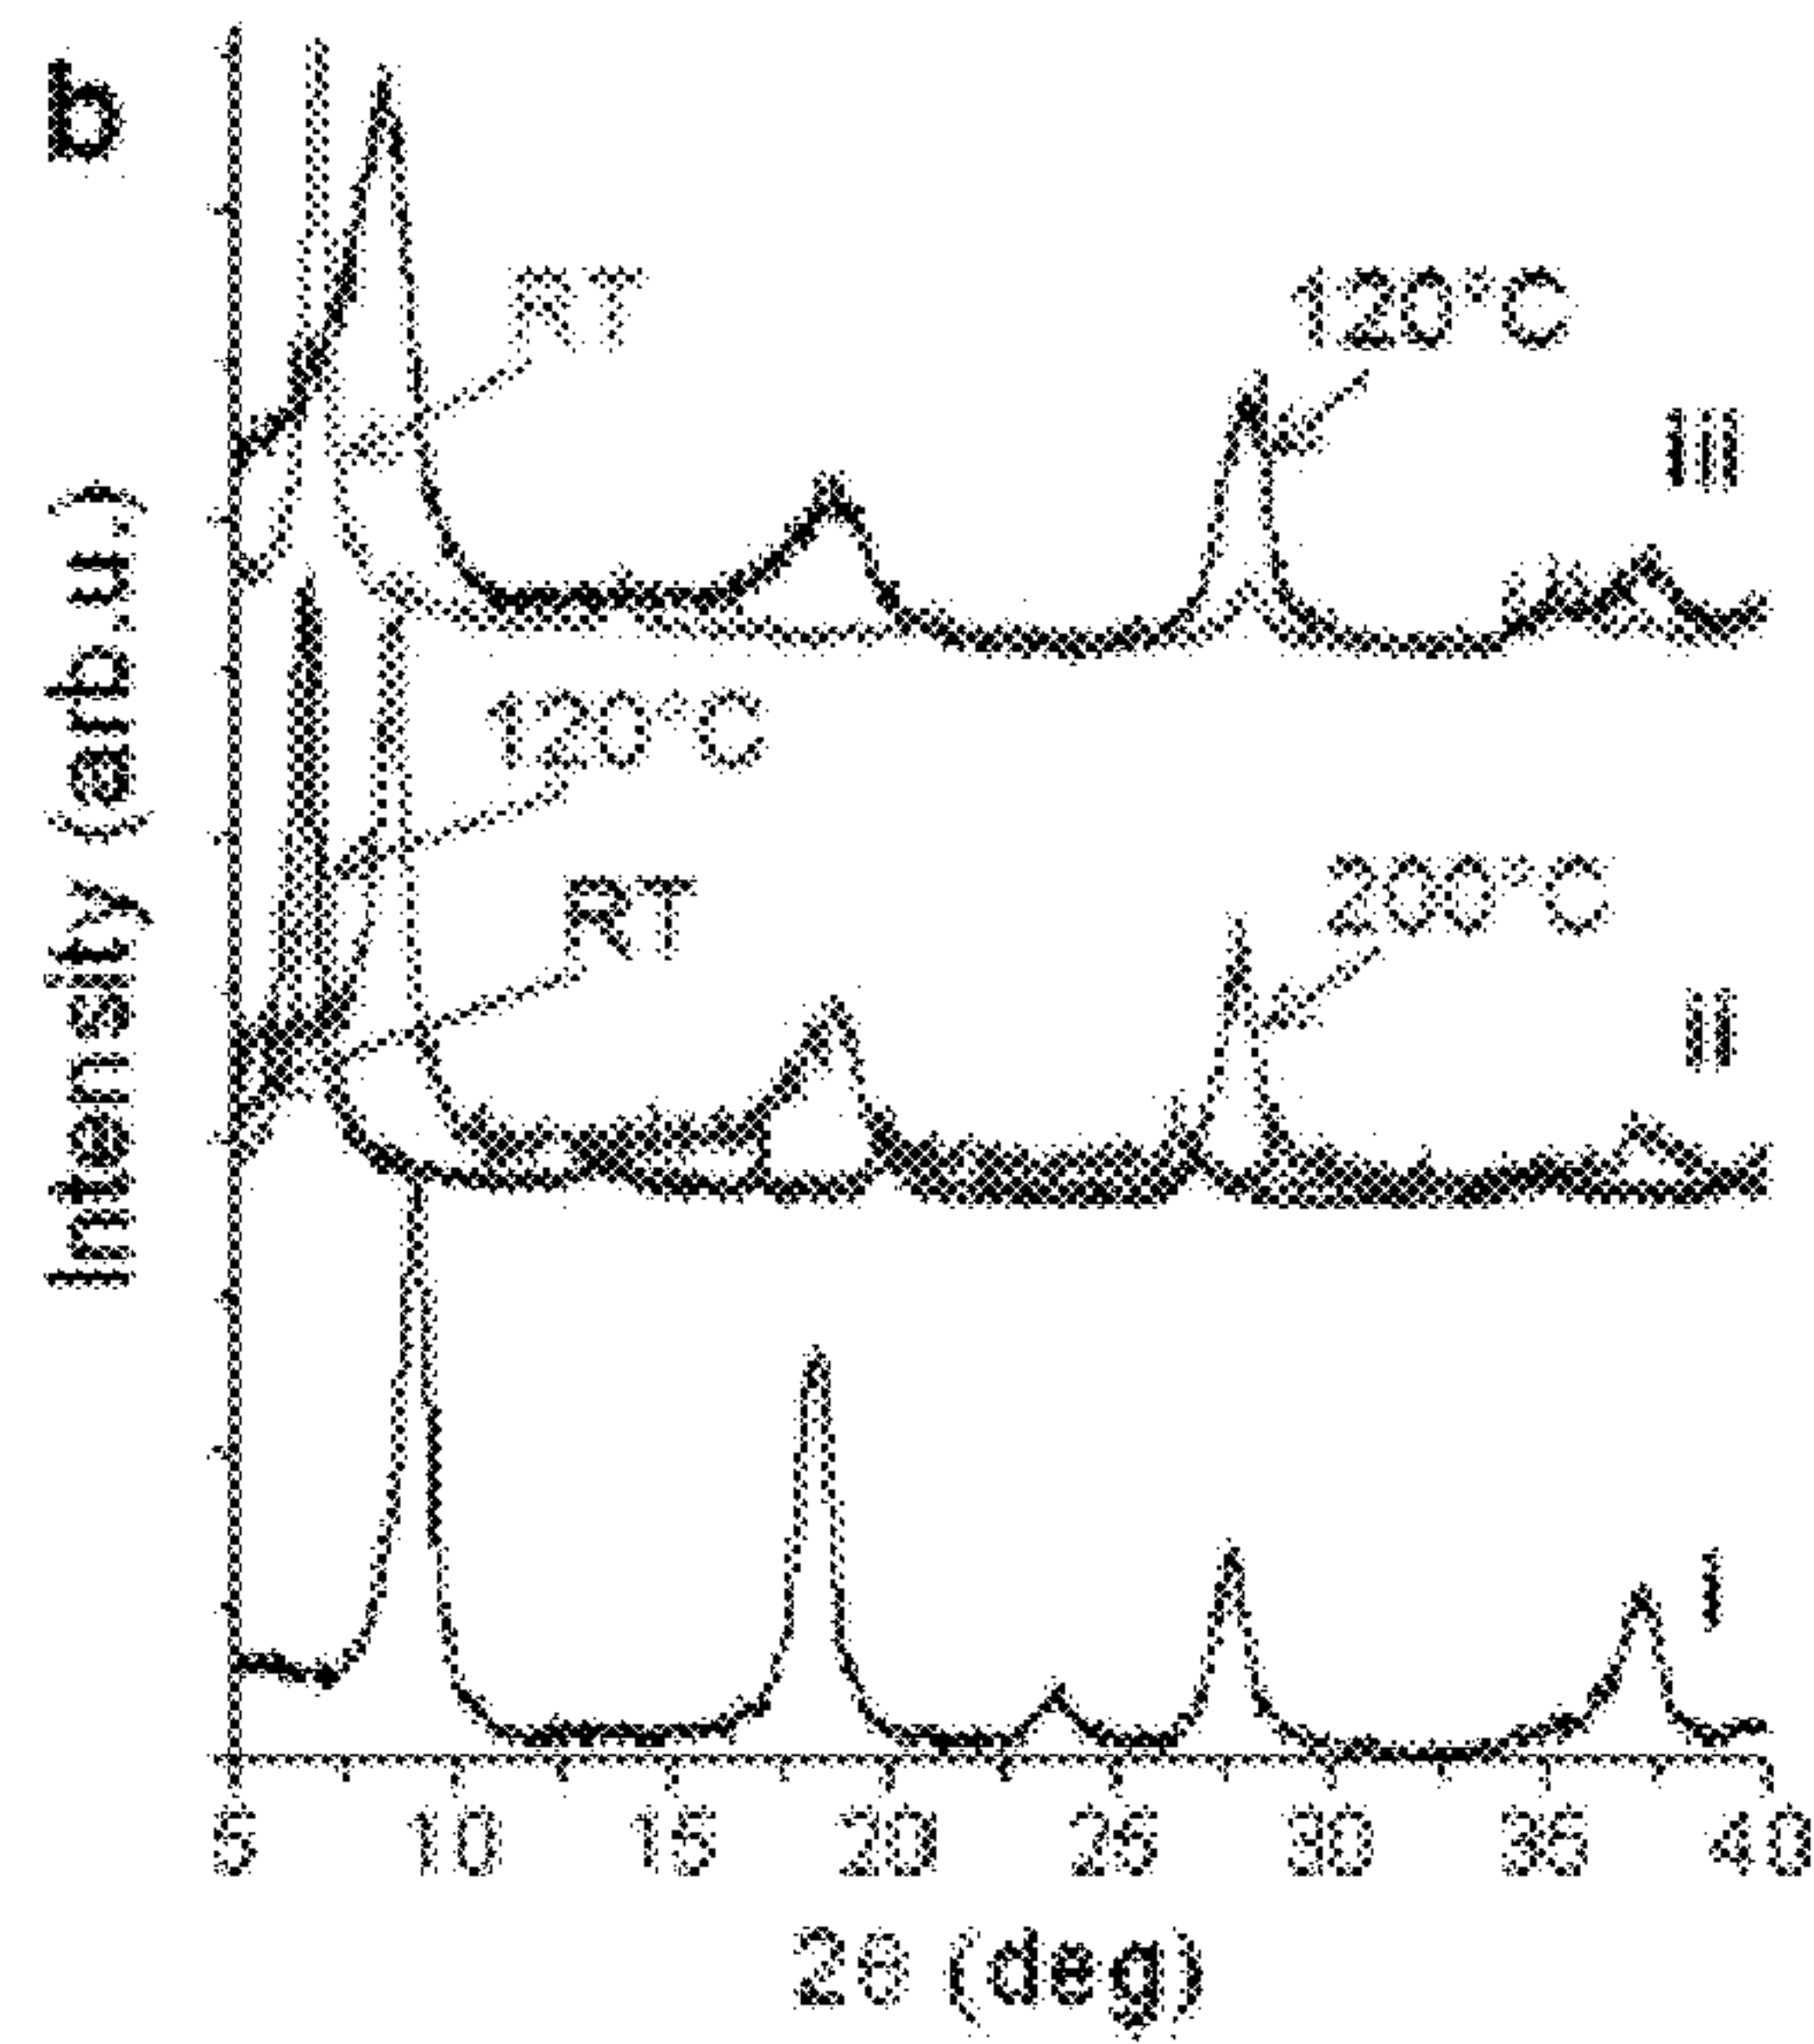 b
Intensity (arb.u.)
RT
120°C
III
120°C
RT
200°C
II
I
5 10 15 20 25 30 35 40
2θ (deg)